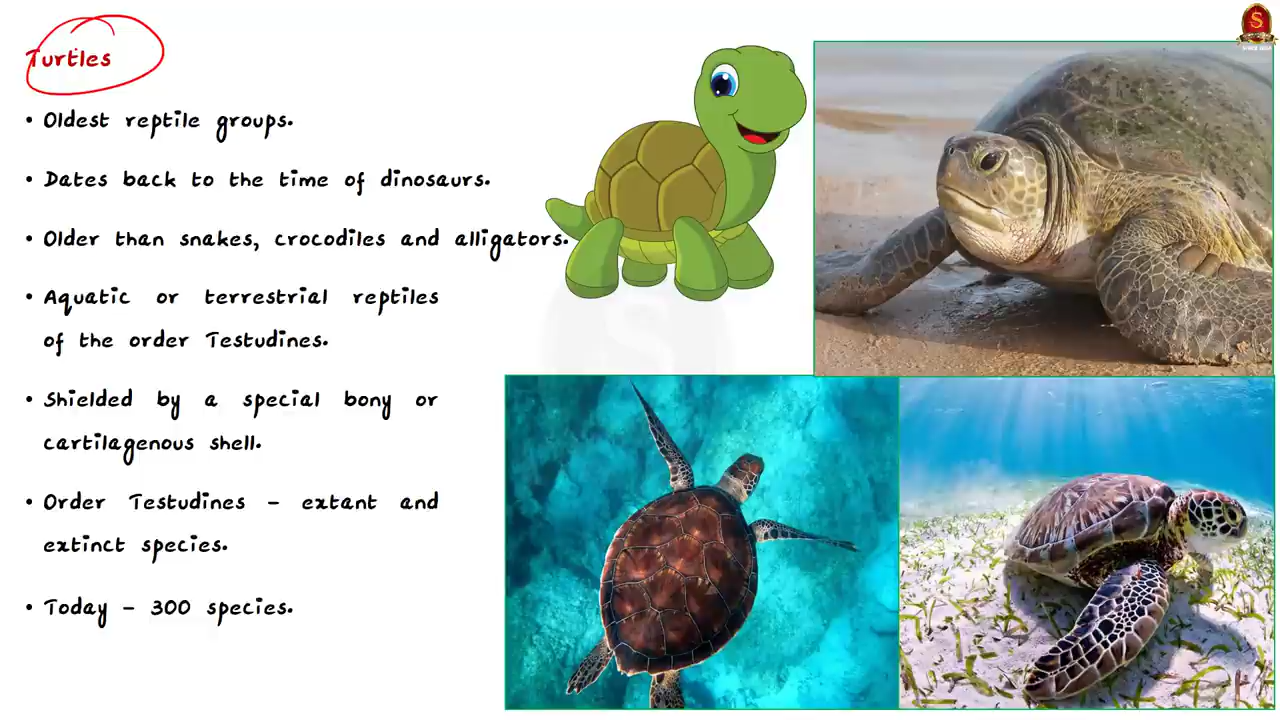 Turtles
• Oldest reptile groups.
• Dates back to the time of dinosaurs.
• Older than snakes, crocodiles and alligators.
• Aquatic or terrestrial reptiles
of the order Testudines.
• Shielded by a special bony or
cartilagenous shell.
• Order Testudines – extant and
extinct species.
• Today – 300 species.
S